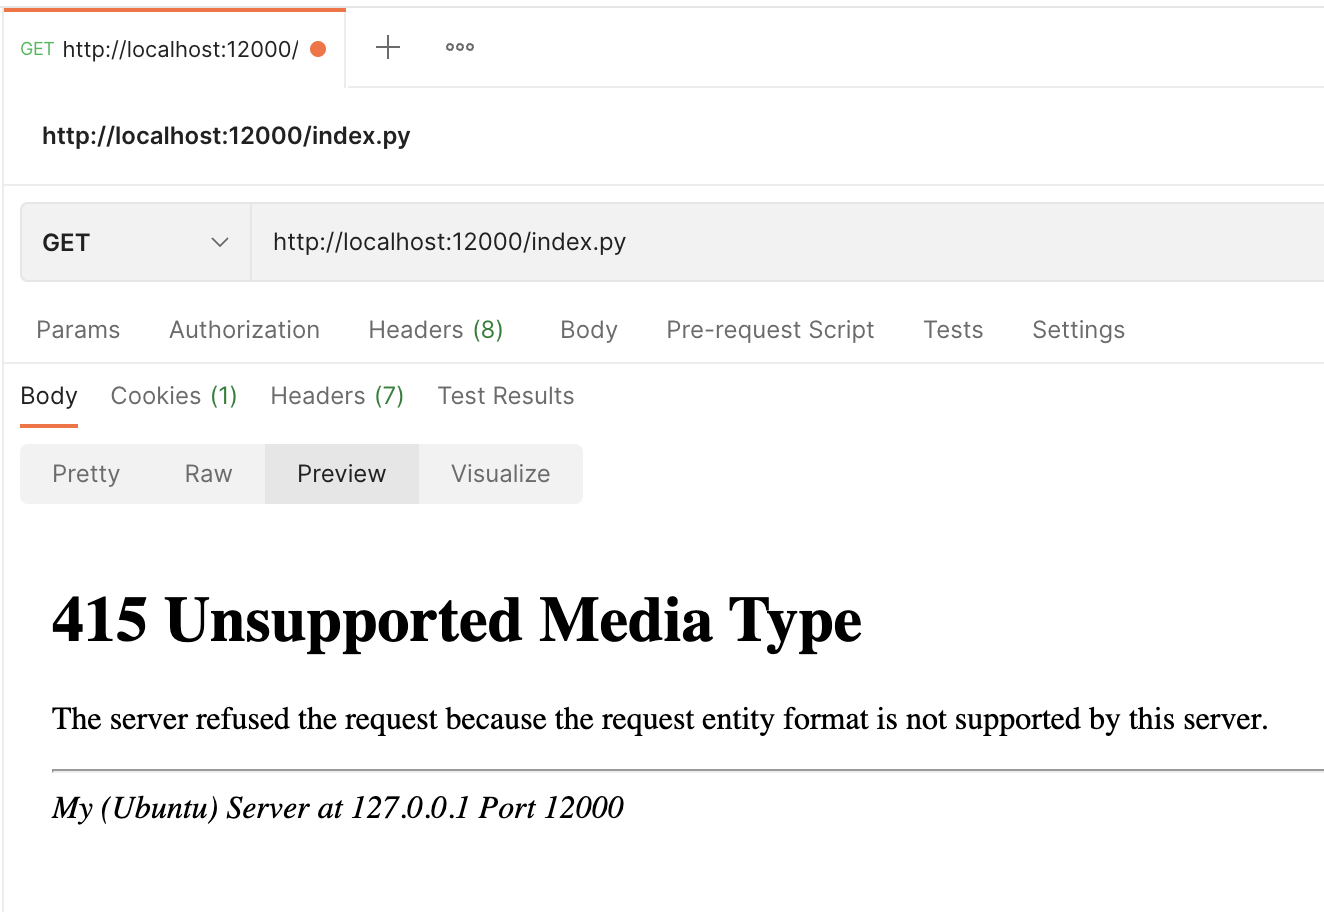 GET http://localhost:12000/
http://localhost:12000/index.py
GET http://localhost:12000/index.py
Params Authorization Headers (8) Body Pre-request Script Tests Settings
Body Cookies (1) Headers (7) Test Results
Pretty Raw Preview Visualize
415 Unsupported Media Type
The server refused the request because the request entity format is not supported by this server.
My (Ubuntu) Server at 127.0.0.1 Port 12000